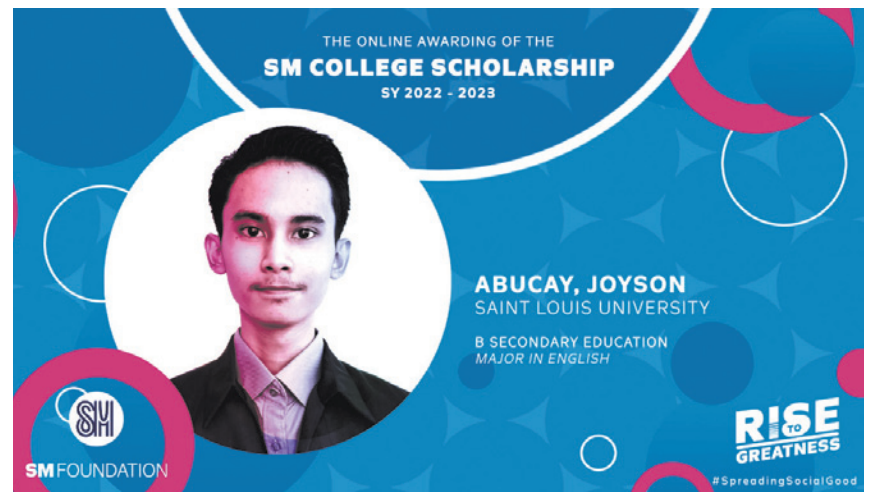 THE ONLINE AWARDING OF THE
SM COLLEGE SCHOLARSHIP
SY 2022 - 2023
ABUCAY, JOYSON
SAINT LOUIS UNIVERSITY
B SECONDARY EDUCATION
MAJOR IN ENGLISH
SM
SM FOUNDATION
RISE
TO
GREATNESS
#SpreadingSocialGood